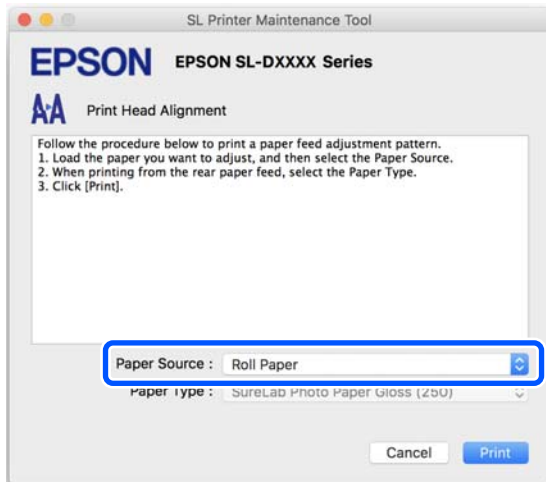 SL Printer Maintenance Tool
EPSON EPSON SL-DXXXX Series
A A Print Head Alignment
Follow the procedure below to print a paper feed adjustment pattern.
1. Load the paper you want to adjust, and then select the Paper Source.
2. When printing from the rear paper feed, select the Paper Type.
3. Click [Print].
Paper Source : Roll Paper
Paper Type : SureLab Photo Paper Gloss (250)
Cancel Print